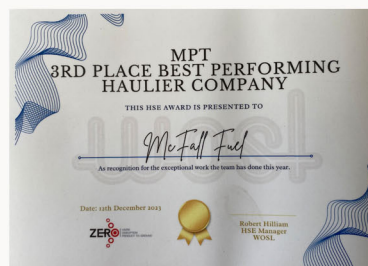 MPT
3RD PLACE BEST PERFORMING
HAULIER COMPANY
THIS HSE AWARD IS PRESENTED TO
McFall Fuel
As recognition for the exceptional work the team has done this year.
Date: 12th December 2023
ZERO
Robert Hilliam
HSE Manager
WOSL
wosl